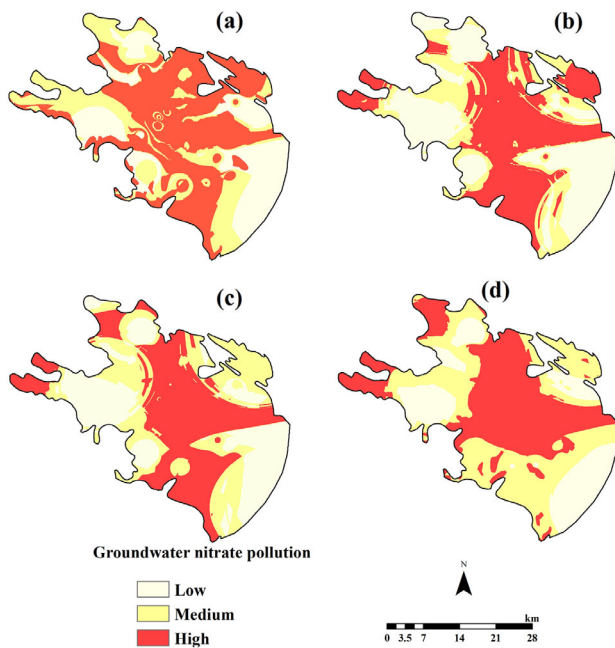 (a)
(b)
(c)
(d)
Groundwater nitrate pollution
Low
Medium
High
N
km
0 3.5 7 14 21 28